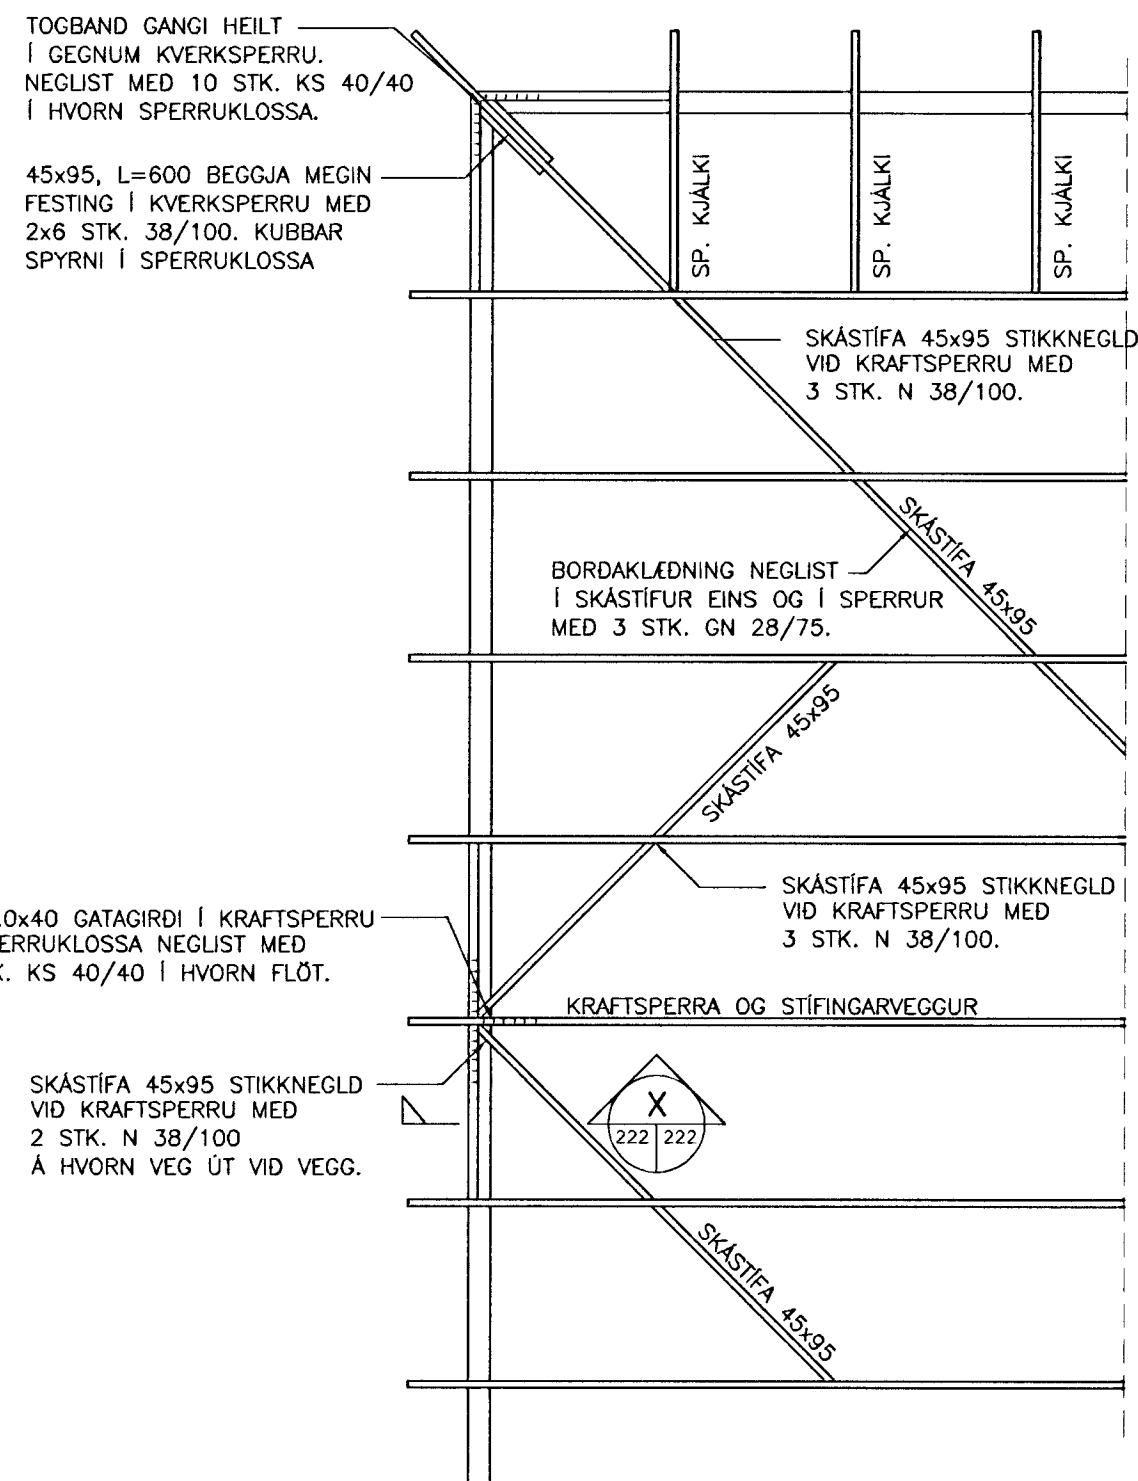 TOGBAND GANGI HEILT
Í GEGNUM KVERKSPERRU.
NEGLIST MEÐ 10 STK. KS 40/40
Í HVORN SPERRUKLOSSA.
45x95, L=600 BEGGJA MEGIN
FESTING Í KVERKSPERRU MEÐ
2x6 STK. 38/100. KUBBAR
SPYRNI Í SPERRUKLOSSA
SP. KJÁLKI
SP. KJÁLKI
SP. KJÁLKI
SKÁSTÍFA 45x95 STIKKNEGLD
VIÐ KRAFTSPERRU MEÐ
3 STK. N 38/100.
SKÁSTÍFA 45x95
BORÐAKLÆÐNING NEGLIST
Í SKÁSTÍFUR EINS OG Í SPERRUR
MEÐ 3 STK. GN 28/75.
SKÁSTÍFA 45x95
SKÁSTÍFA 45x95 STIKKNEGLD
VIÐ KRAFTSPERRU MEÐ
3 STK. N 38/100.
.0x40 GATAGIRÐI Í KRAFTSPERRU
ERRUKLOSSA NEGLIST MEÐ
K. KS 40/40 Í HVORN FLÖT.
KRAFTSPERRA OG STÍFINGARVEGGUR
SKÁSTÍFA 45x95 STIKKNEGLD
VIÐ KRAFTSPERRU MEÐ
2 STK. N 38/100
Á HVORN VEG ÚT VIÐ VEGG.
X
222 222
SKÁSTÍFA 45x95